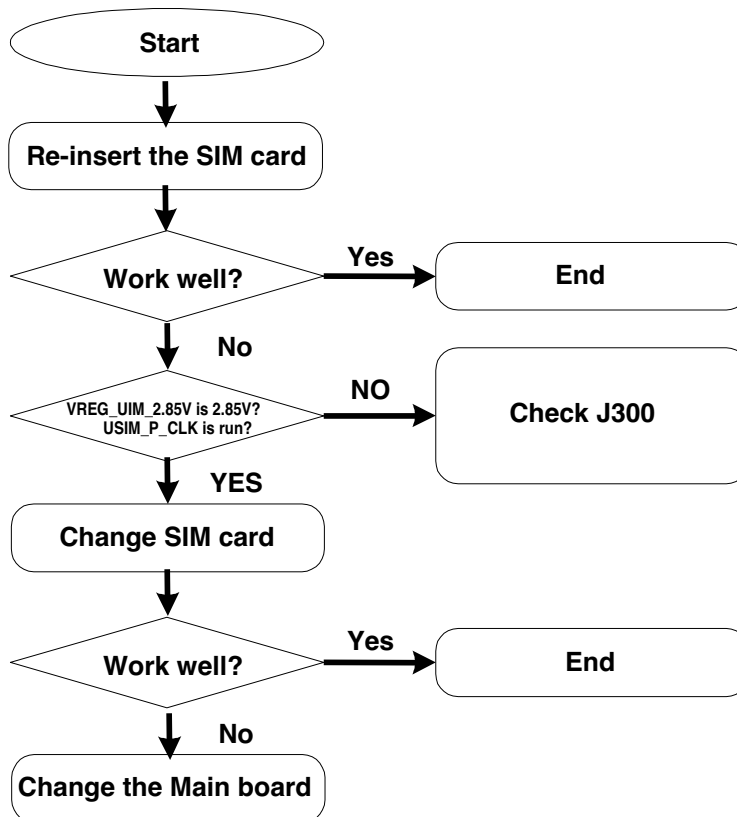 Start
Re-insert the SIM card
Work well?
Yes
End
No
VREG_UIM_2.85V is 2.85V?
USIM_P_CLK is run?
NO
Check J300
YES
Change SIM card
Work well?
Yes
End
No
Change the Main board